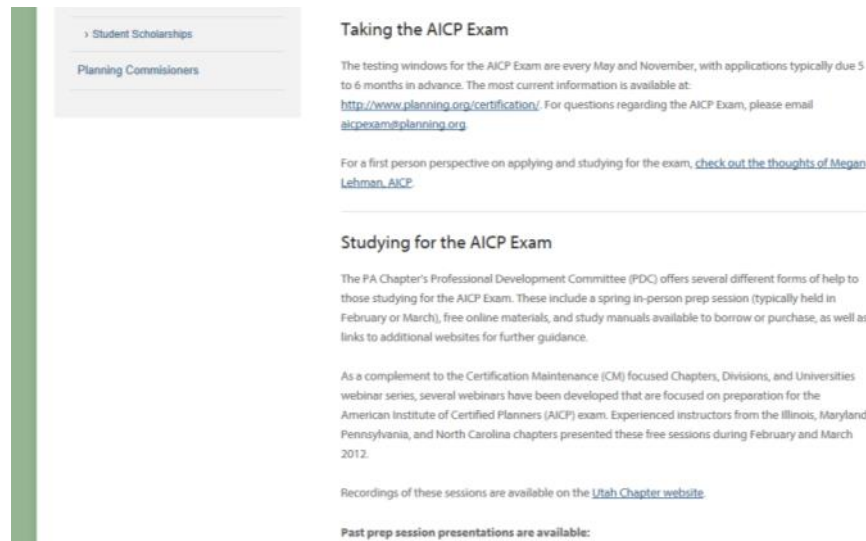 › Student Scholarships
Planning Commisioners
Taking the AICP Exam
The testing windows for the AICP Exam are every May and November, with applications typically due 5
to 6 months in advance. The most current information is available at:
http://www.planning.org/certification/. For questions regarding the AICP Exam, please email
aicpexam@planning.org.
For a first person perspective on applying and studying for the exam, check out the thoughts of Megan
Lehman, AICP.
Studying for the AICP Exam
The PA Chapter's Professional Development Committee (PDC) offers several different forms of help to
those studying for the AICP Exam. These include a spring in-person prep session (typically held in
February or March), free online materials, and study manuals available to borrow or purchase, as well as
links to additional websites for further guidance.
As a complement to the Certification Maintenance (CM) focused Chapters, Divisions, and Universities
webinar series, several webinars have been developed that are focused on preparation for the
American Institute of Certified Planners (AICP) exam. Experienced instructors from the Illinois, Maryland
Pennsylvania, and North Carolina chapters presented these free sessions during February and March
2012.
Recordings of these sessions are available on the Utah Chapter website.
Past prep session presentations are available: